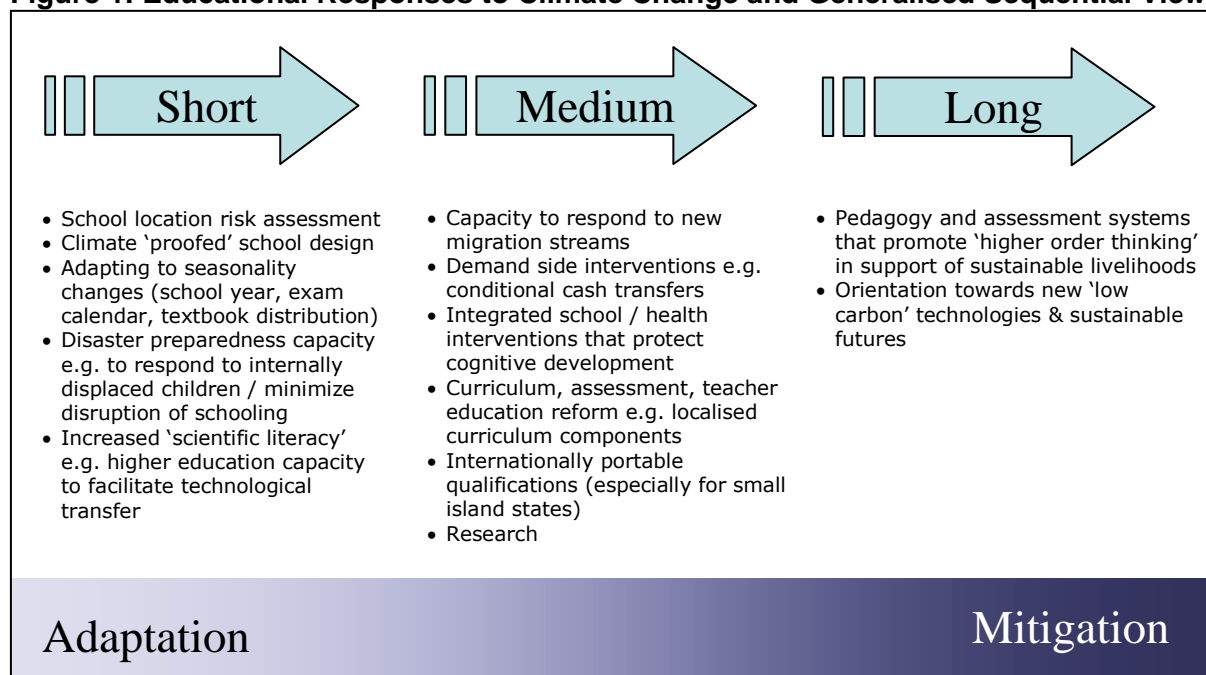 Figure 1: Educational Responses to Climate Change and Generalised Sequential View
Short
• School location risk assessment
• Climate ‘proofed’ school design
• Adapting to seasonality
changes (school year, exam
calendar, textbook distribution)
• Disaster preparedness capacity
e.g. to respond to internally
displaced children / minimize
disruption of schooling
• Increased ‘scientific literacy’
e.g. higher education capacity
to facilitate technological
transfer
Medium
• Capacity to respond to new
migration streams
• Demand side interventions e.g.
conditional cash transfers
• Integrated school / health
interventions that protect
cognitive development
• Curriculum, assessment, teacher
education reform e.g. localised
curriculum components
• Internationally portable
qualifications (especially for small
island states)
• Research
Long
• Pedagogy and assessment systems
that promote ‘higher order thinking’
in support of sustainable livelihoods
• Orientation towards new ‘low
carbon’ technologies & sustainable
futures
Adaptation
Mitigation